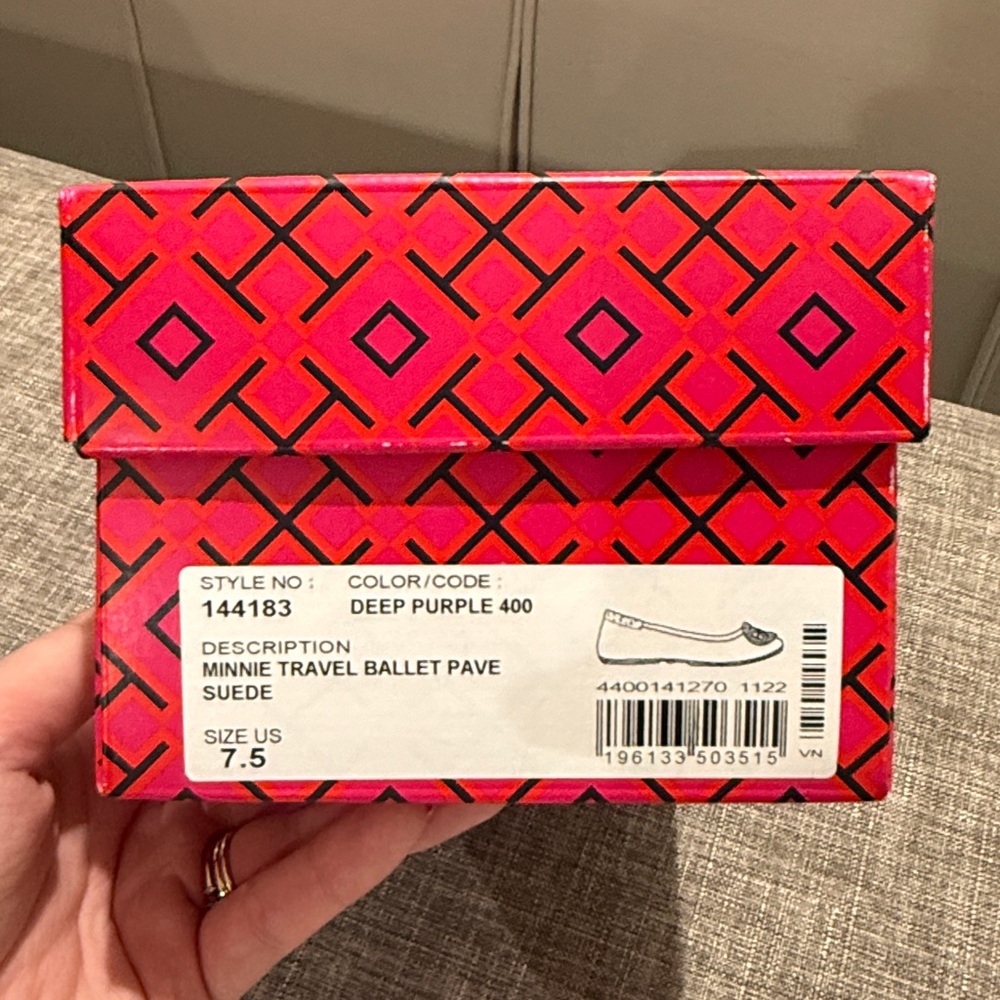 STYLE NO : COLOR/CODE :
144183 DEEP PURPLE 400
DESCRIPTION
MINNIE TRAVEL BALLET PAVE
SUEDE
SIZE US
7.5
4400141270 1122
196133 503515
VN